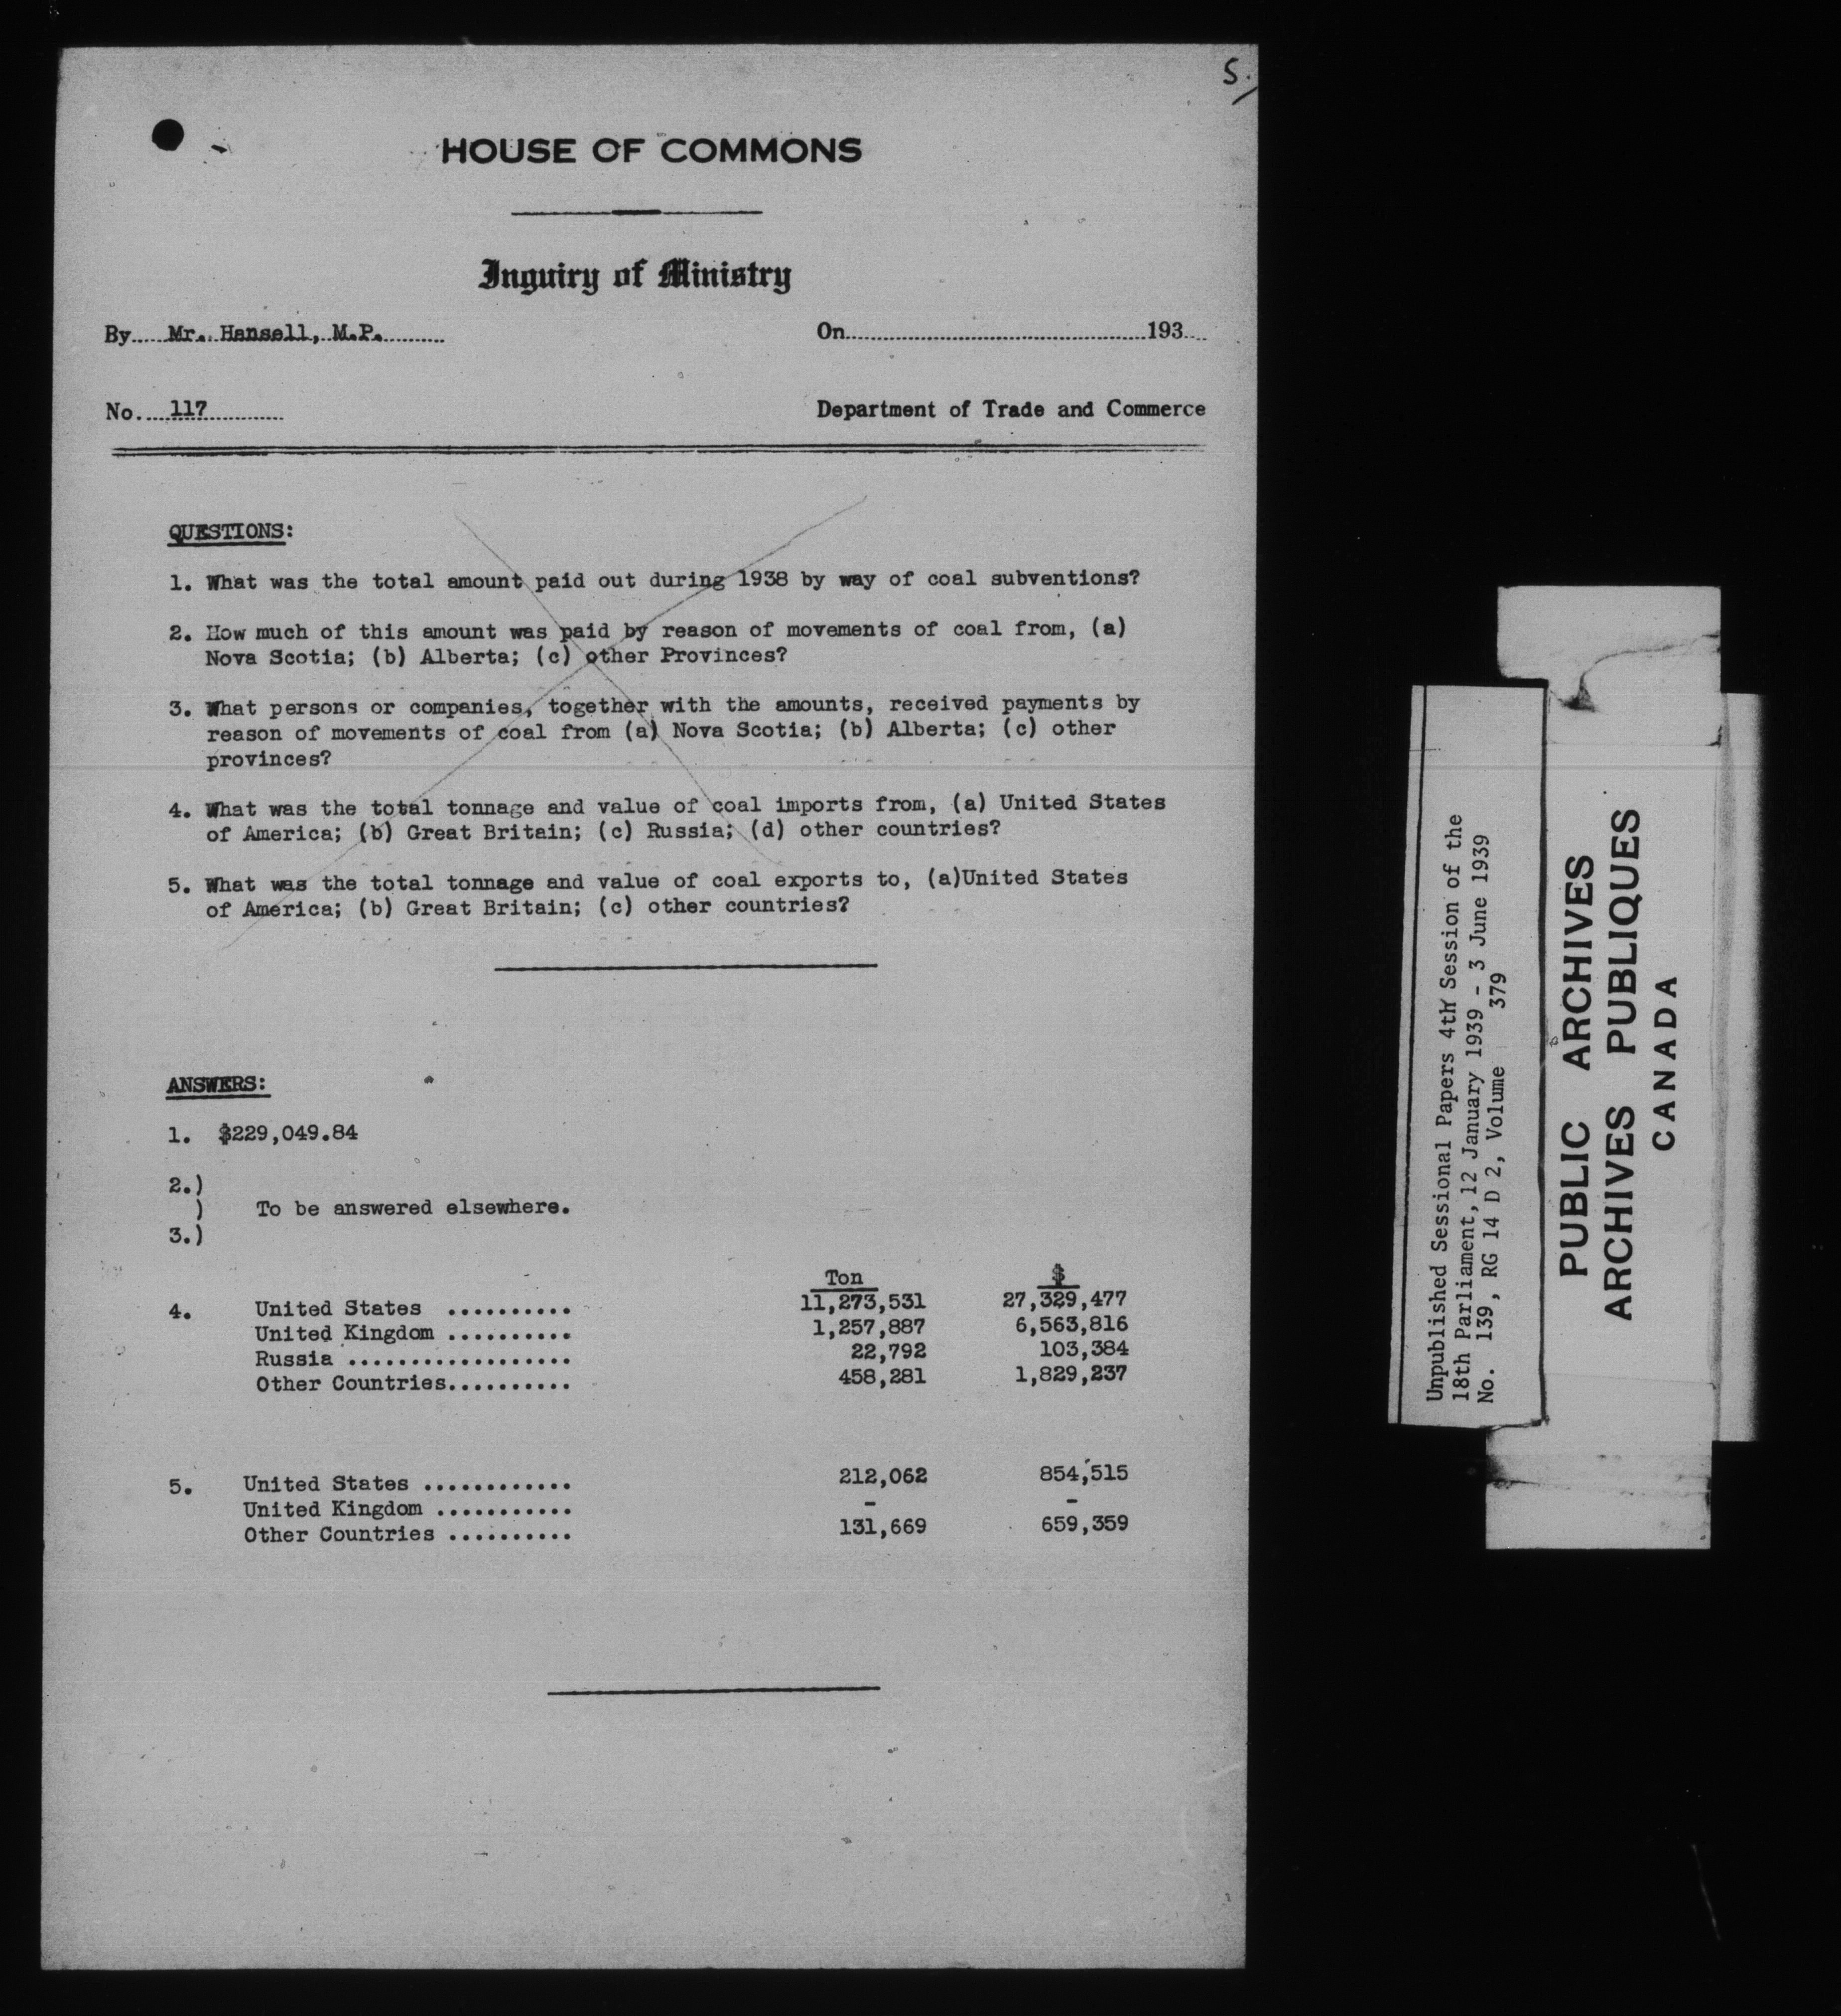 S.
HOUSE OF COMMONS
Inquiry of Ministry
By.....Mr. Hansell, M.P...........
On..................................................193....
No.....117..............
Department of Trade and Commerce
QUESTIONS:
1. What was the total amount paid out during 1938 by way of coal subventions?
2. How much of this amount was paid by reason of movements of coal from, (a)
Nova Scotia; (b) Alberta; (c) other Provinces?
3. What persons or companies, together with the amounts, received payments by
reason of movements of coal from (a) Nova Scotia; (b) Alberta; (c) other
provinces?
4. What was the total tonnage and value of coal imports from, (a) United States
of America; (b) Great Britain; (c) Russia; (d) other countries?
5. What was the total tonnage and value of coal exports to, (a)United States
of America; (b) Great Britain; (c) other countries?
ANSWERS:
1. $229,049.84
2.)
) To be answered elsewhere.
3.)
Ton $
4. United States .......... 11,273,531 27,329,477
United Kingdom .......... 1,257,887 6,563,816
Russia .................. 22,792 103,384
Other Countries.......... 458,281 1,829,237
5. United States ............ 212,062 854,515
United Kingdom ........... - -
Other Countries .......... 131,669 659,359
Unpublished Sessional Papers 4th Session of the
18th Parliament, 12 January 1939 - 3 June 1939
No. 139, RG 14 D 2, Volume 379
PUBLIC ARCHIVES
ARCHIVES PUBLIQUES
CANADA